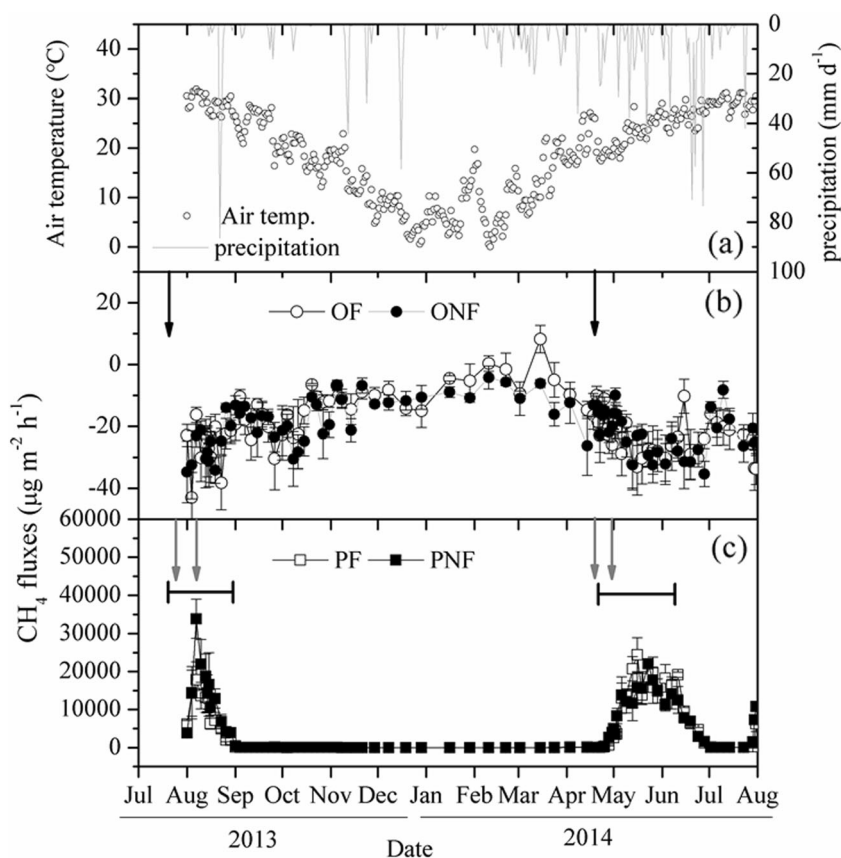 40
30
20
10
0
Air temperature (°C)
0
20
40
60
80
100
precipitation (mm d⁻¹)
Air temp.
precipitation
(a)
20
0
-20
-40
OF
ONF
(b)
CH₄ fluxes (µg m⁻² h⁻¹)
60000
50000
40000
30000
20000
10000
0
PF
PNF
(c)
Jul Aug Sep Oct Nov Dec Jan Feb Mar Apr May Jun Jul Aug
2013
2014
Date